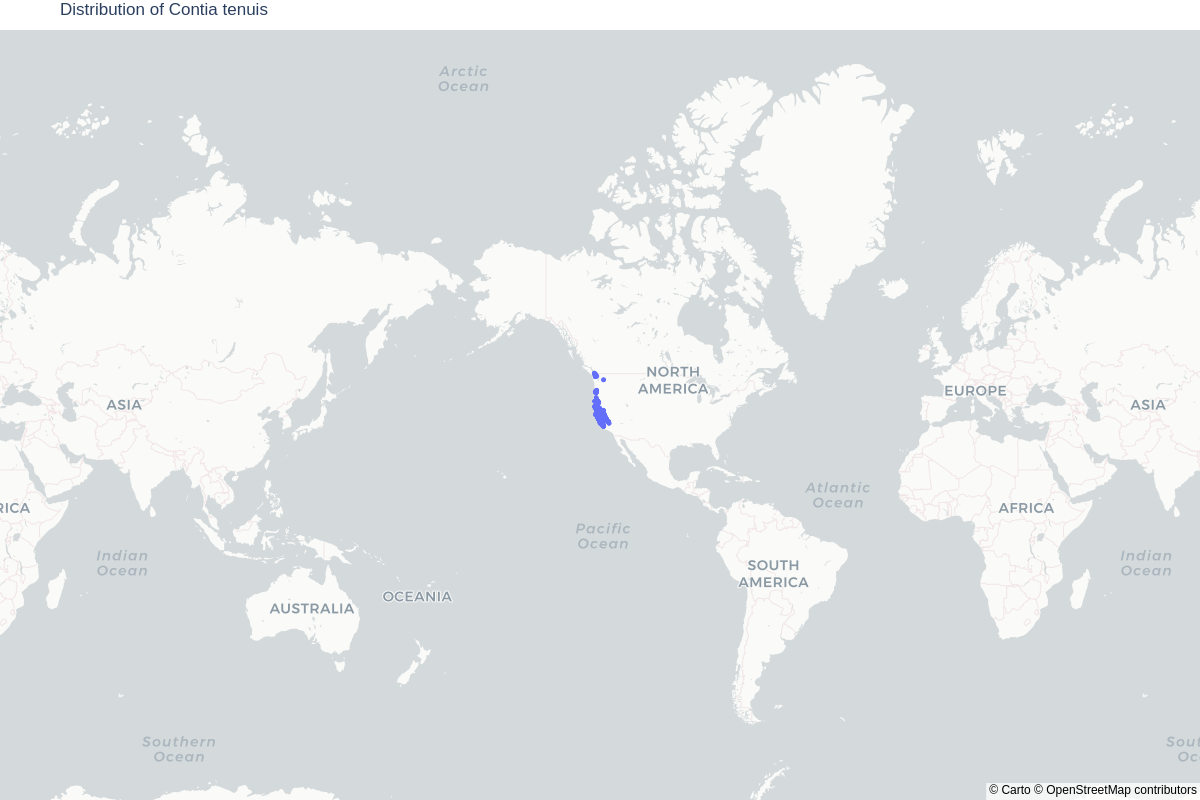 Distribution of Contia tenuis
Arctic
Ocean
NORTH
AMERICA
ASIA
EUROPE
ASIA
Atlantic
Ocean
RICA
AFRICA
Pacific
Ocean
Indian
Ocean
Indian
Ocean
SOUTH
AMERICA
OCEANIA
AUSTRALIA
Southern
Ocean
Sout
Oc
© Carto © OpenStreetMap contributors